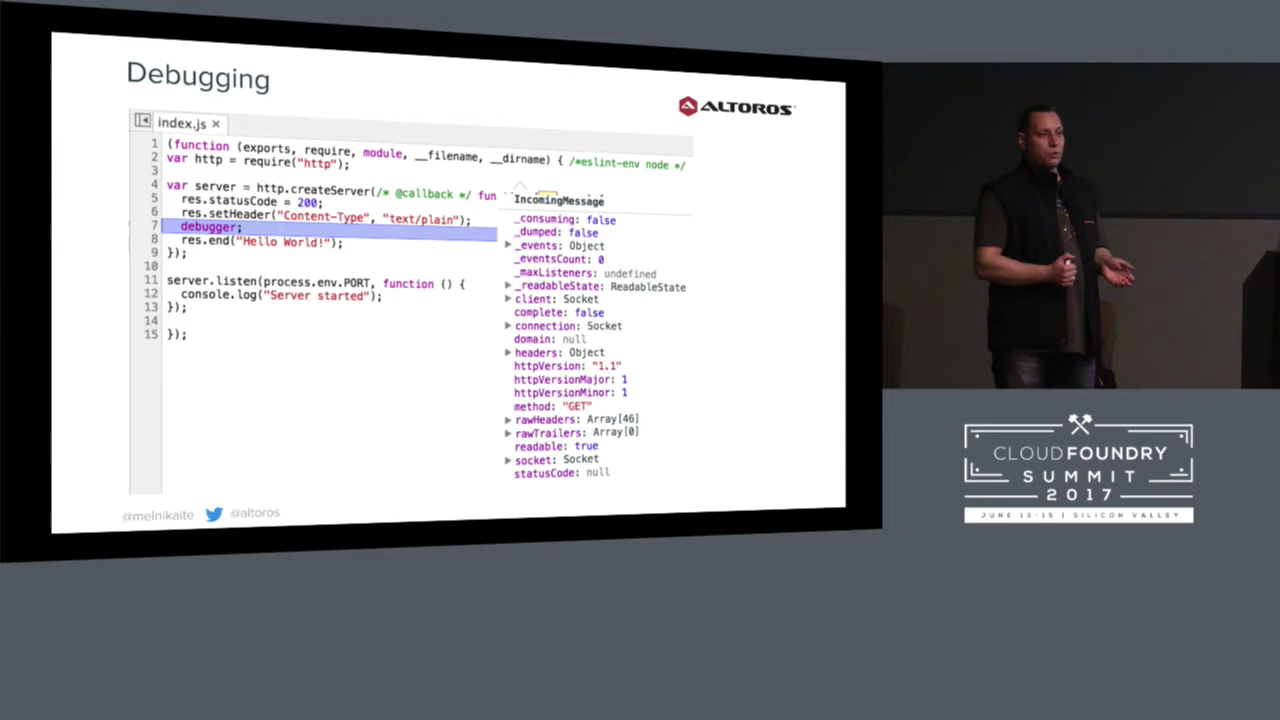 Debugging
ALTOROS
index.js ×
1 (function (exports, require, module, __filename, __dirname) { /*eslint-env node */
2 var http = require("http");
3
4 var server = http.createServer(/* @callback */ fun
5 res.statusCode = 200;
6 res.setHeader("Content-Type", "text/plain");
7 debugger;
8 res.end("Hello World!");
9 });
10
11 server.listen(process.env.PORT, function () {
12 console.log("Server started");
13 });
14
15 });
IncomingMessage
_consuming: false
_dumped: false
_events: Object
_eventsCount: 0
_maxListeners: undefined
_readableState: ReadableState
client: Socket
complete: false
connection: Socket
domain: null
headers: Object
httpVersion: "1.1"
httpVersionMajor: 1
httpVersionMinor: 1
method: "GET"
rawHeaders: Array[46]
rawTrailers: Array[0]
readable: true
socket: Socket
statusCode: null
@melnikaite @altoros
CLOUDFOUNDRY
SUMMIT
2017
JUNE 13-15 | SILICON VALLEY